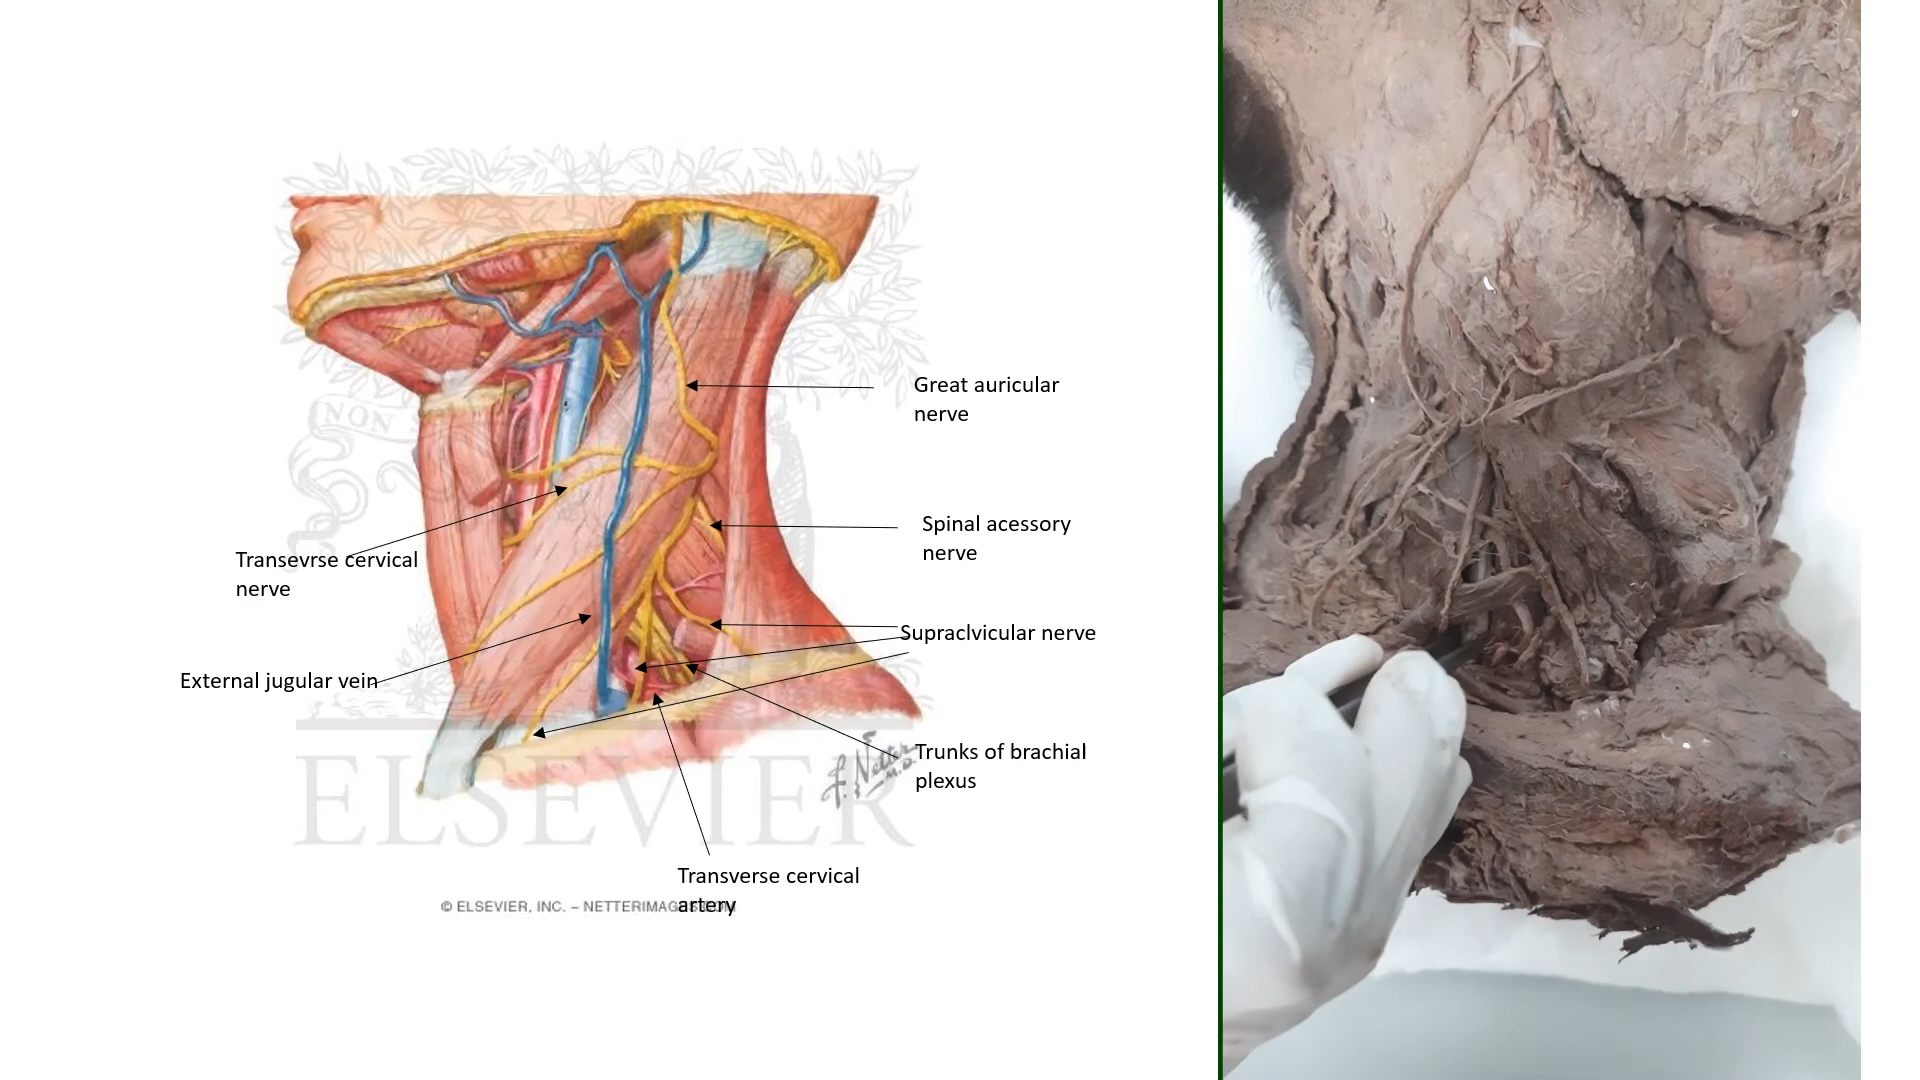 Great auricular
nerve
Spinal acessory
nerve
Transevrse cervical
nerve
Supraclvicular nerve
External jugular vein
Trunks of brachial
plexus
Transverse cervical
artery
NON
ELSEVIER
F. Netter
M.D.
© ELSEVIER, INC. – NETTERIMAGES.COM